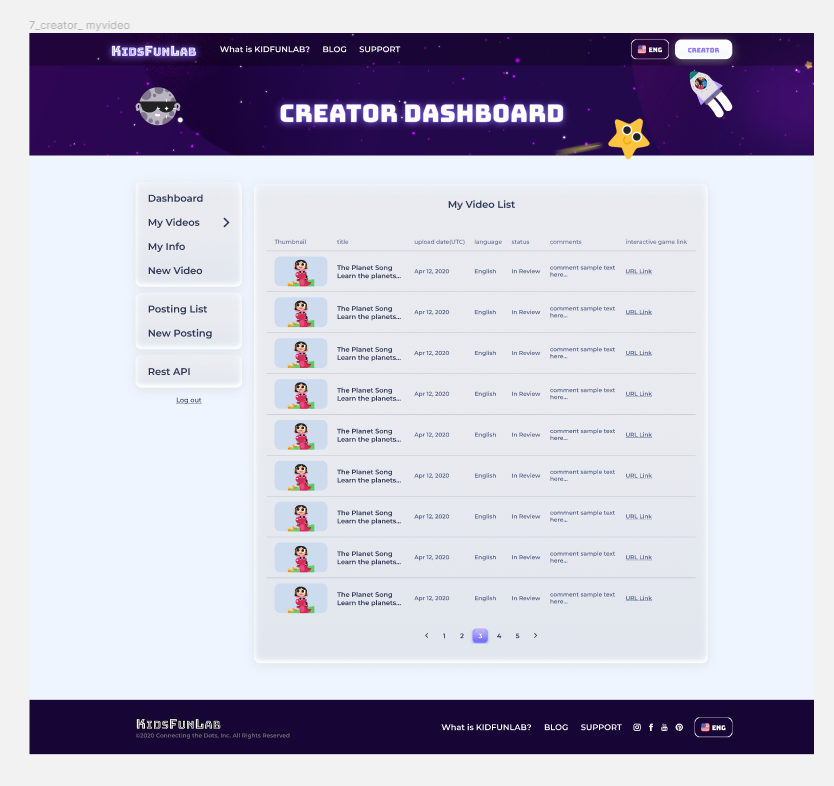 7_creator_ myvideo
KIDSFUNLAB What is KIDFUNLAB? BLOG SUPPORT ENG CREATOR
CREATOR DASHBOARD
Dashboard
My Videos
My Info
New Video
Posting List
New Posting
Rest API
Log out
My Video List
Thumbnail title upload date(UTC) language status comments interactive game link
The Planet Song
Learn the planets... Apr 12, 2020 English In Review comment sample text
here... URL Link
The Planet Song
Learn the planets... Apr 12, 2020 English In Review comment sample text
here... URL Link
The Planet Song
Learn the planets... Apr 12, 2020 English In Review comment sample text
here... URL Link
The Planet Song
Learn the planets... Apr 12, 2020 English In Review comment sample text
here... URL Link
The Planet Song
Learn the planets... Apr 12, 2020 English In Review comment sample text
here... URL Link
The Planet Song
Learn the planets... Apr 12, 2020 English In Review comment sample text
here... URL Link
The Planet Song
Learn the planets... Apr 12, 2020 English In Review comment sample text
here... URL Link
The Planet Song
Learn the planets... Apr 12, 2020 English In Review comment sample text
here... URL Link
The Planet Song
Learn the planets... Apr 12, 2020 English In Review comment sample text
here... URL Link
< 1 2 3 4 5 >
KIDSFUNLAB
©2020 Connecting the Dots, Inc. All Rights Reserved
What is KIDFUNLAB? BLOG SUPPORT ENG